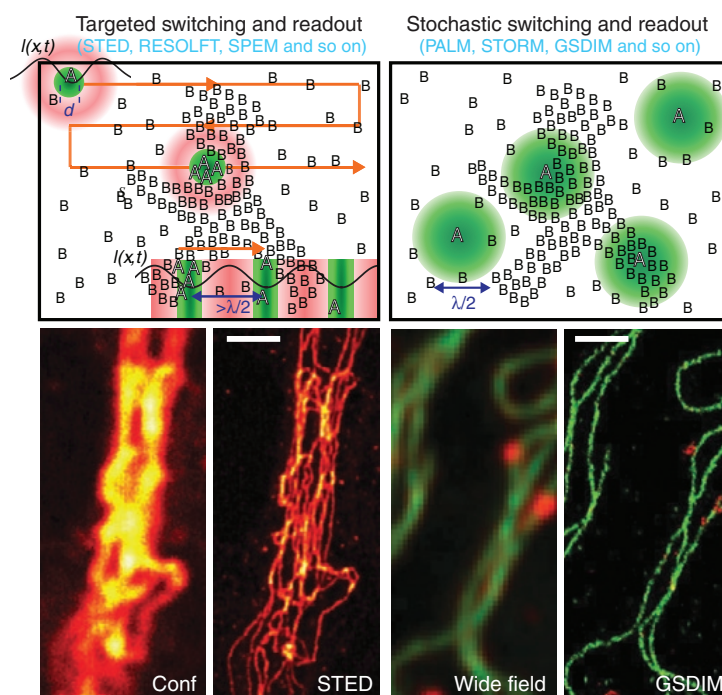 Targeted switching and readout
(STED, RESOLFT, SPEM and so on)
I(x,t)
A
B
d
I(x,t)
>λ/2
Stochastic switching and readout
(PALM, STORM, GSDIM and so on)
A
B
λ/2
Conf
STED
Wide field
GSDIM